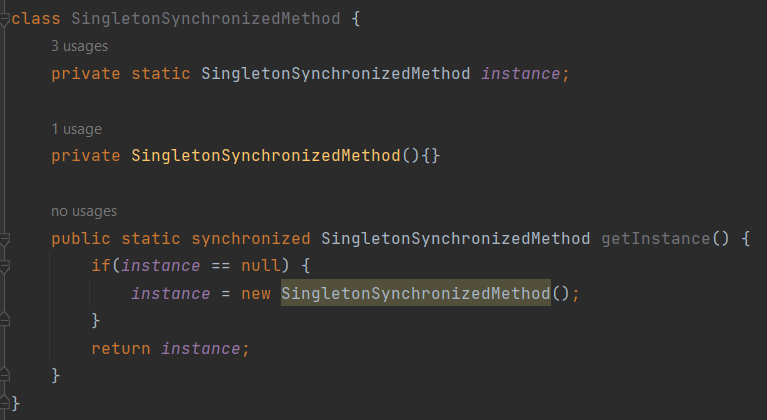 class SingletonSynchronizedMethod {
3 usages
private static SingletonSynchronizedMethod instance;
1 usage
private SingletonSynchronizedMethod(){}
no usages
public static synchronized SingletonSynchronizedMethod getInstance() {
if(instance == null) {
instance = new SingletonSynchronizedMethod();
}
return instance;
}
}